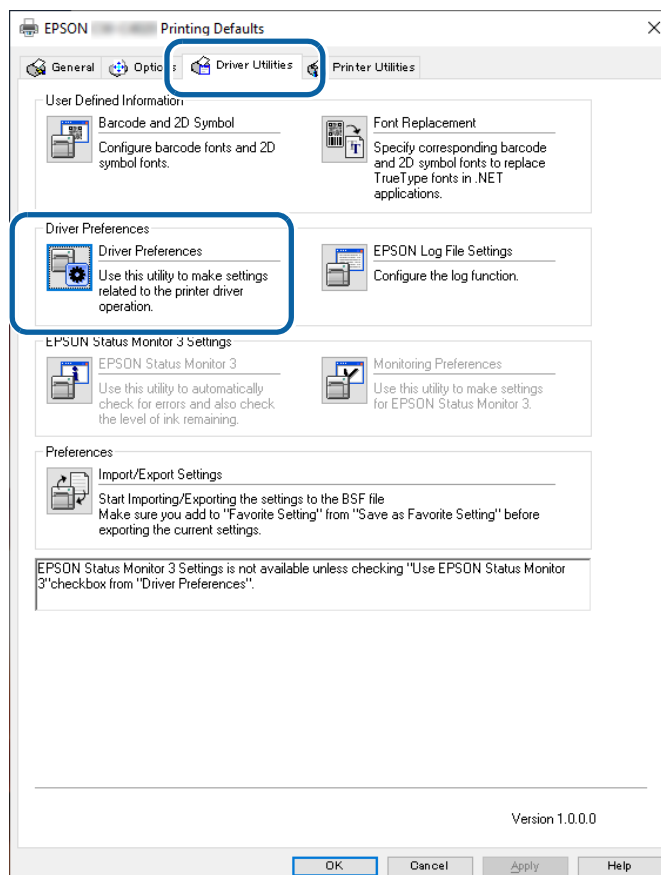 EPSON Printing Defaults
General Options Driver Utilities Printer Utilities
User Defined Information
Barcode and 2D Symbol
Configure barcode fonts and 2D
symbol fonts.
Font Replacement
Specify corresponding barcode
and 2D symbol fonts to replace
TrueType fonts in .NET
applications.
Driver Preferences
Driver Preferences
Use this utility to make settings
related to the printer driver
operation.
EPSON Log File Settings
Configure the log function.
EPSON Status Monitor 3 Settings
EPSON Status Monitor 3
Use this utility to automatically
check for errors and also check
the level of ink remaining.
Monitoring Preferences
Use this utility to make settings
for EPSON Status Monitor 3.
Preferences
Import/Export Settings
Start Importing/Exporting the settings to the BSF file
Make sure you add to "Favorite Setting" from "Save as Favorite Setting" before
exporting the current settings.
EPSON Status Monitor 3 Settings is not available unless checking "Use EPSON Status Monitor
3"checkbox from "Driver Preferences".
Version 1.0.0.0
OK Cancel Apply Help